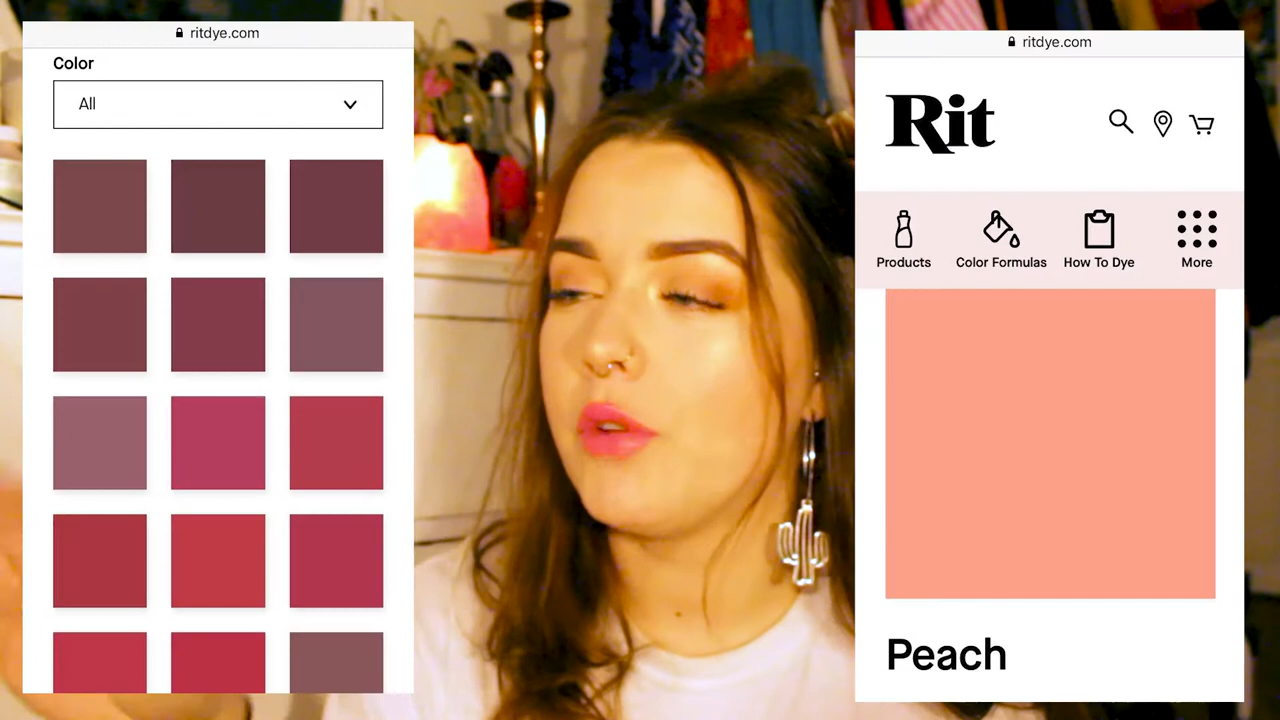 ritdye.com
Color
All
ritdye.com
Rit
Products
Color Formulas
How To Dye
More
Peach